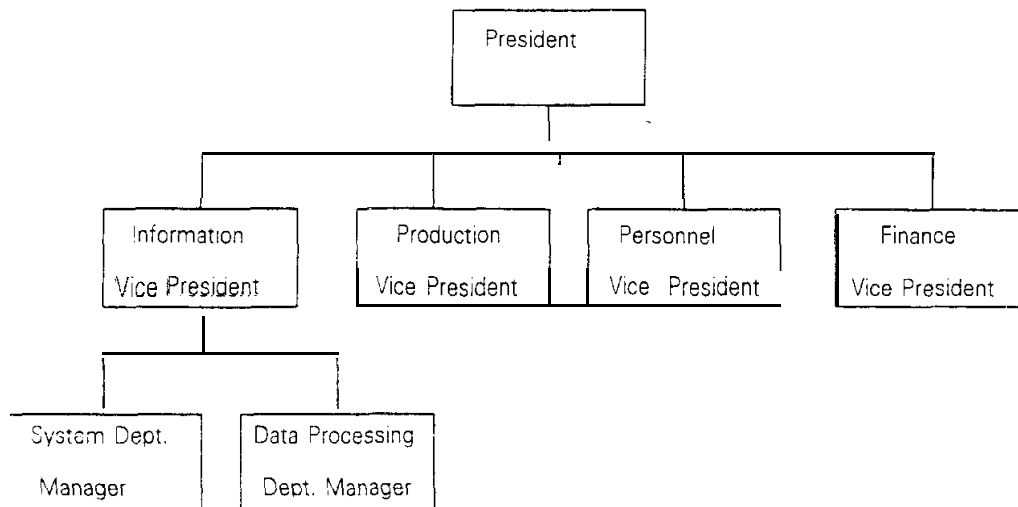 President
Information
Vice President
Production
Vice President
Personnel
Vice President
Finance
Vice President
System Dept.
Manager
Data Processing
Dept. Manager